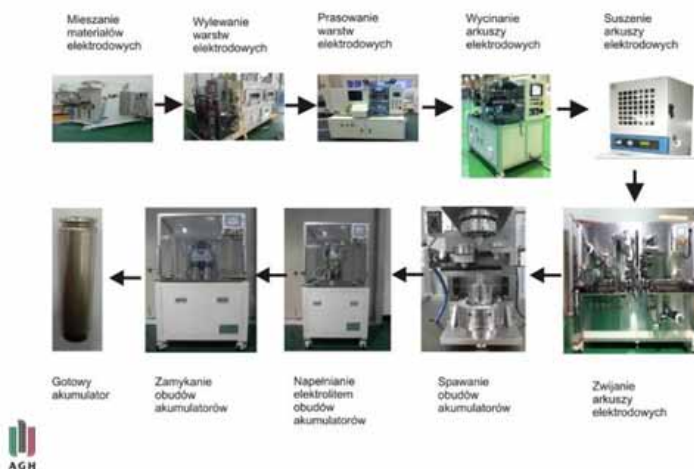 Mieszanie
materiałów
elektrodowych
Wylewanie
warstw
elektrodowych
Prasowanie
warstw
elektrodowych
Wycinanie
arkuszy
elektrodowych
Suszenie
arkuszy
elektrodowych
Gotowy
akumulator
Zamykanie
obudów
akumulatorów
Napełnianie
elektrolitem
obudów
akumulatorów
Spawanie
obudów
akumulatorów
Zwijanie
arkuszy
elektrodowych
AGH